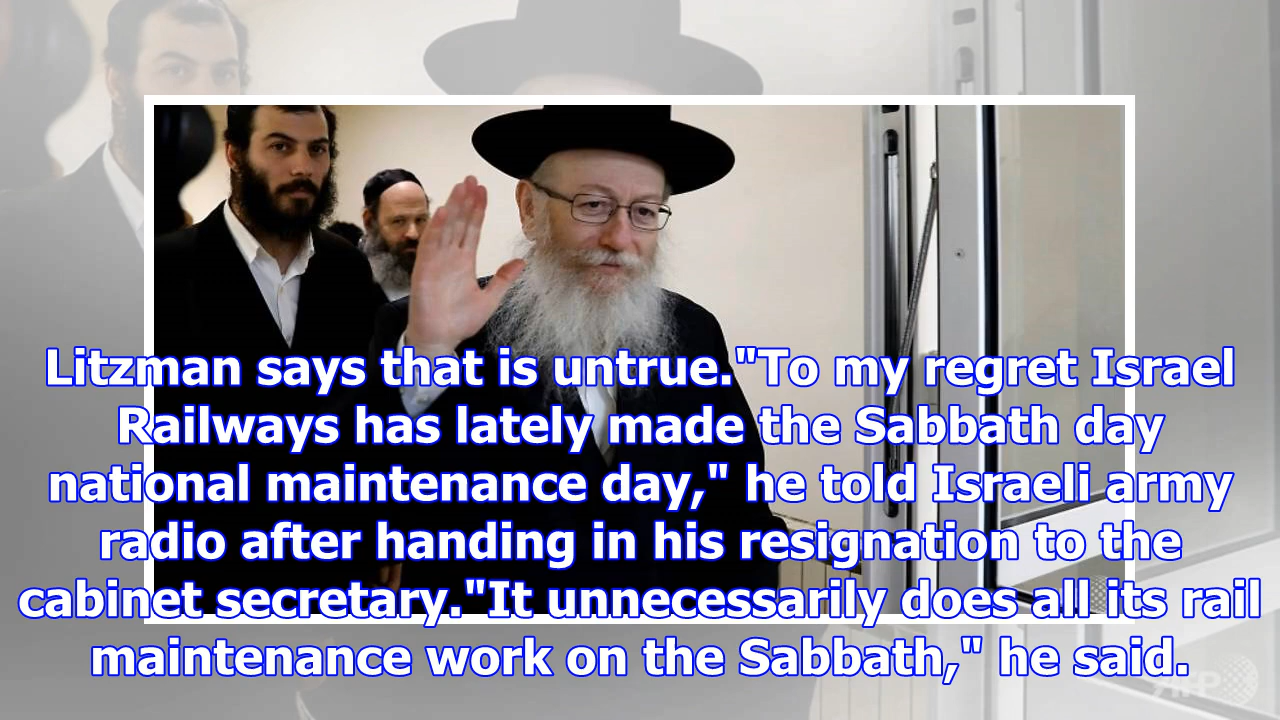 Litzman says that is untrue."To my regret Israel
Railways has lately made the Sabbath day
national maintenance day," he told Israeli army
radio after handing in his resignation to the
cabinet secretary."It unnecessarily does all its rail
maintenance work on the Sabbath," he said.
AFP